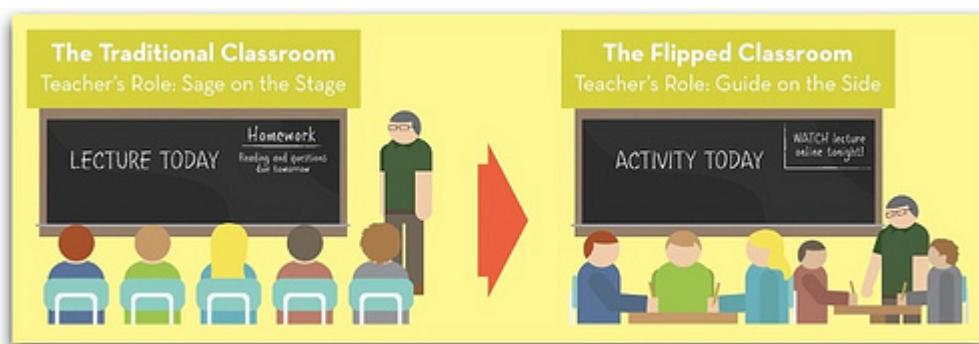 The Traditional Classroom
Teacher's Role: Sage on the Stage
LECTURE TODAY
Homework
Reading and questions
due tomorrow
The Flipped Classroom
Teacher's Role: Guide on the Side
ACTIVITY TODAY
WATCH lecture
online tonight!